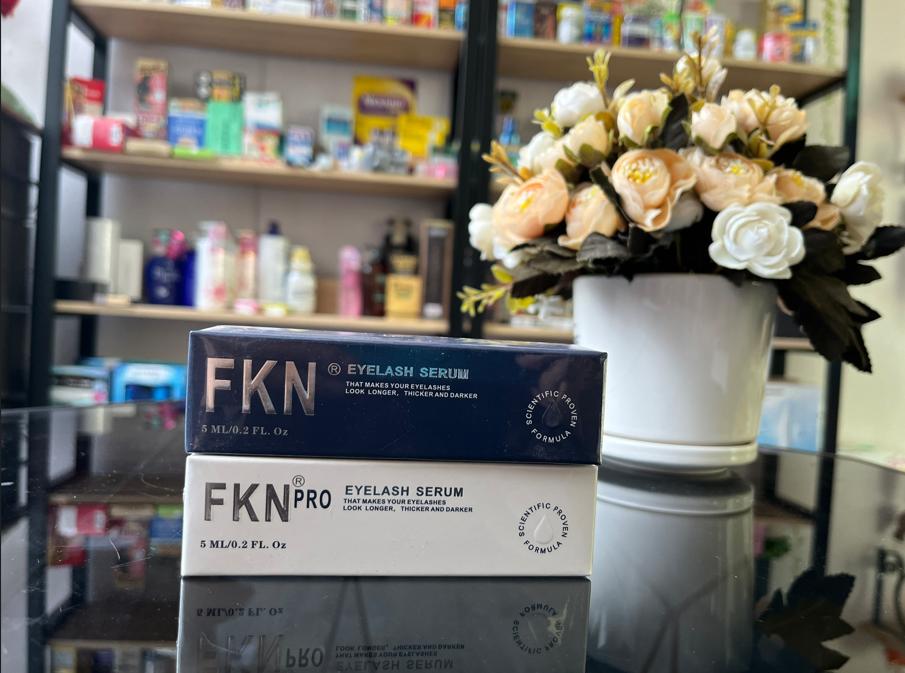 FKN ® EYELASH SERUM
THAT MAKES YOUR EYELASHES
LOOK LONGER, THICKER AND DARKER
5 ML/0.2 FL. Oz
SCIENTIFIC PROVEN
FORMULA
FKN® PRO EYELASH SERUM
THAT MAKES YOUR EYELASHES
LOOK LONGER, THICKER AND DARKER
5 ML/0.2 FL. Oz
SCIENTIFIC PROVEN
FORMULA